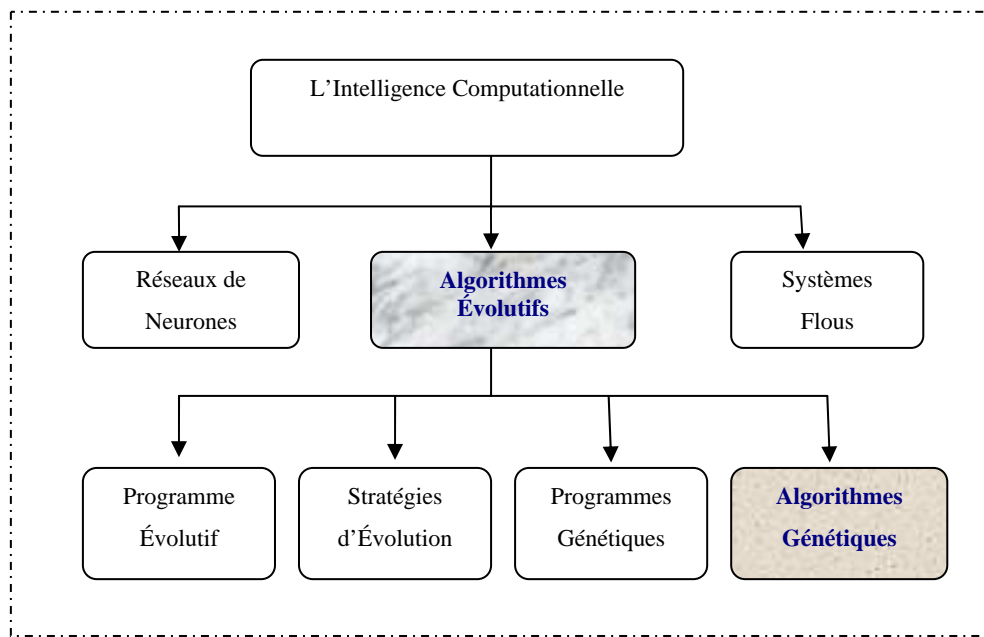 L’Intelligence Computationnelle
Réseaux de
Neurones
Algorithmes
Évolutifs
Systèmes
Flous
Programme
Évolutif
Stratégies
d’Évolution
Programmes
Génétiques
Algorithmes
Génétiques